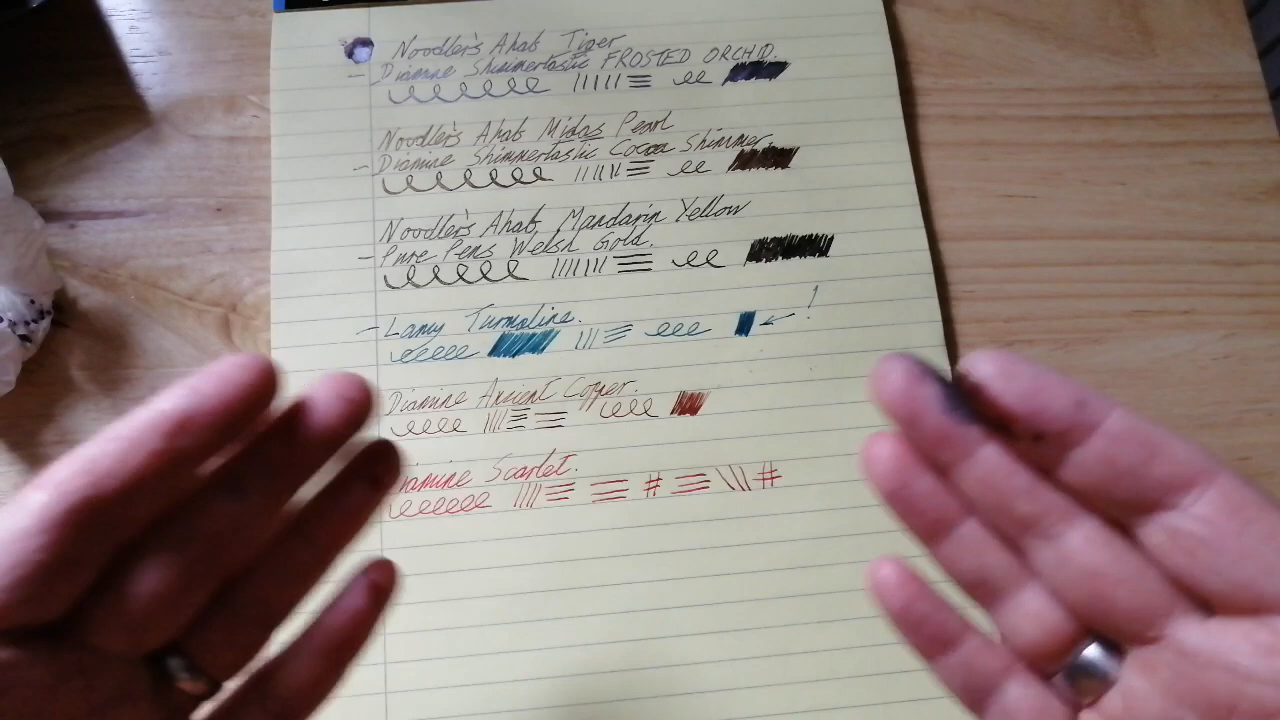 Noodler's Ahab Tiger
- Diamine Shimmertastic FROSTED ORCHID.
Noodler's Ahab Midas Pearl
- Diamine Shimmertastic Cocoa Shimmer.
Noodler's Ahab, Mandarin Yellow
- Pure Pens Welsh Gold.
- Lamy Turmaline. !
Diamine Ancient Copper.
Diamine Scarlet.
# #